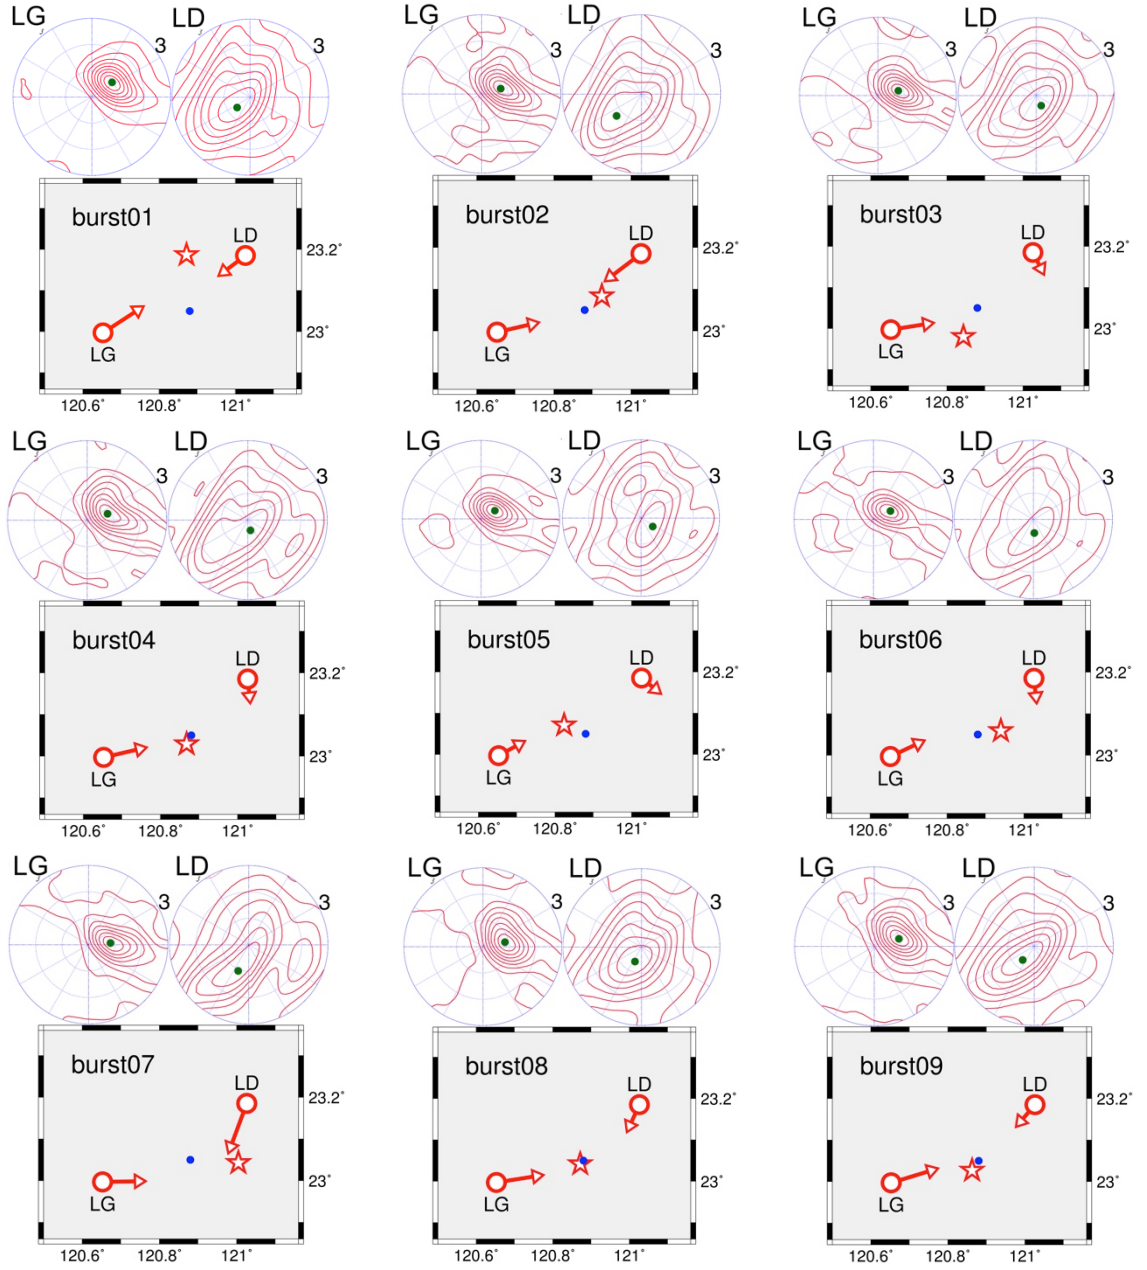 LG LD
3
LG LD
3
LG LD
3
burst01
LD
LG
23.2°
23°
120.6° 120.8° 121°
burst02
LD
LG
23.2°
23°
120.6° 120.8° 121°
burst03
LD
LG
23.2°
23°
120.6° 120.8° 121°
LG LD
3
LG LD
3
LG LD
3
burst04
LD
LG
23.2°
23°
120.6° 120.8° 121°
burst05
LD
LG
23.2°
23°
120.6° 120.8° 121°
burst06
LD
LG
23.2°
23°
120.6° 120.8° 121°
LG LD
3
LG LD
3
LG LD
3
burst07
LD
LG
23.2°
23°
120.6° 120.8° 121°
burst08
LD
LG
23.2°
23°
120.6° 120.8° 121°
burst09
LD
LG
23.2°
23°
120.6° 120.8° 121°